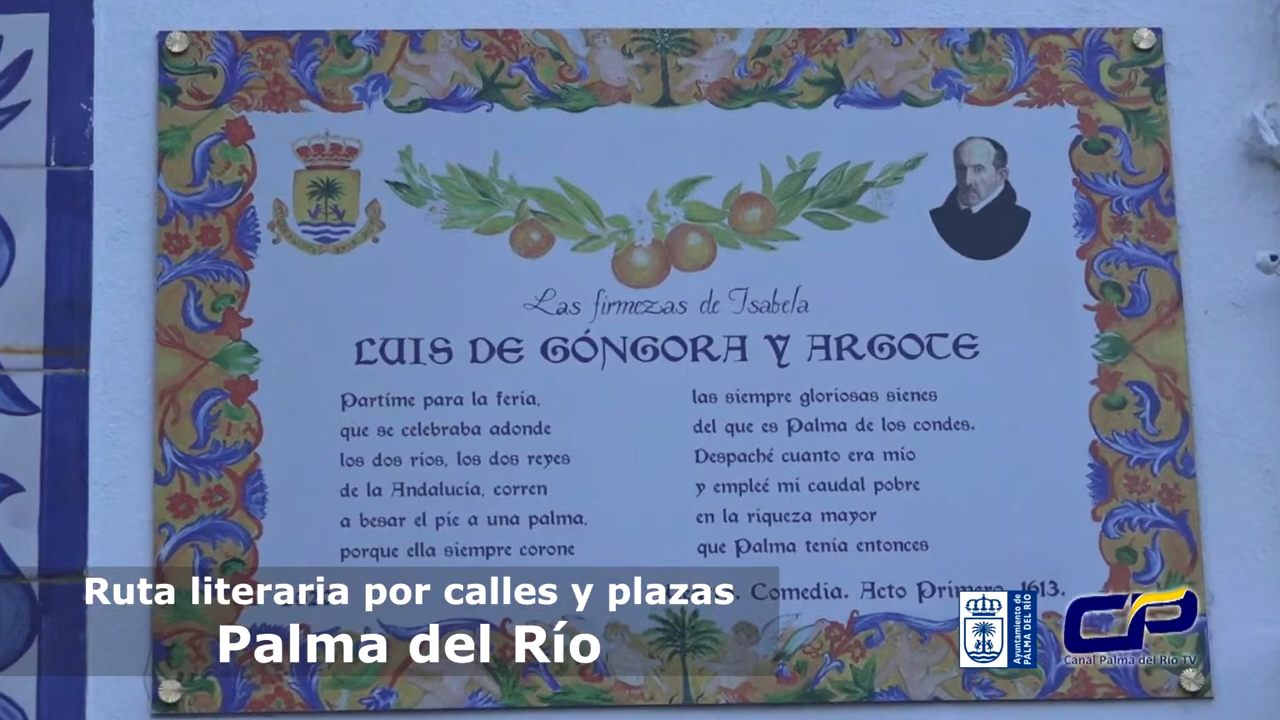 Las firmezas de Isabela
LUIS DE GÓNGORA Y ARGOTE
Partime para la feria,
que se celebraba adonde
los dos ríos, los dos reyes
de la Andalucía, corren
a besar el pie a una palma,
porque ella siempre corone
las siempre gloriosas sienes
del que es Palma de los condes.
Despaché cuanto era mío
y empleé mi caudal pobre
en la riqueza mayor
que Palma tenía entonces
Comedia. Acto Primero. 1613.
Ruta literaria por calles y plazas
Palma del Río
Ayuntamiento de
PALMA DEL RÍO
CP
Canal Palma del Río TV